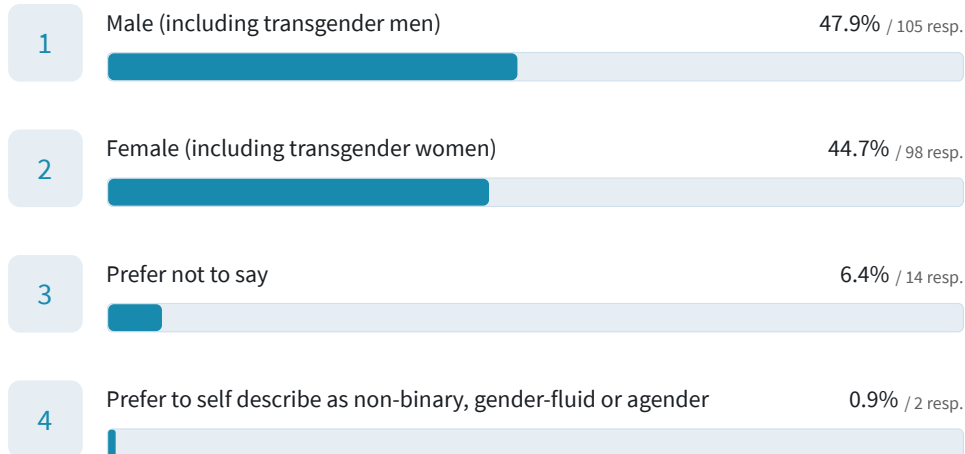 1 Male (including transgender men) 47.9% / 105 resp.
2 Female (including transgender women) 44.7% / 98 resp.
3 Prefer not to say 6.4% / 14 resp.
4 Prefer to self describe as non-binary, gender-fluid or agender 0.9% / 2 resp.